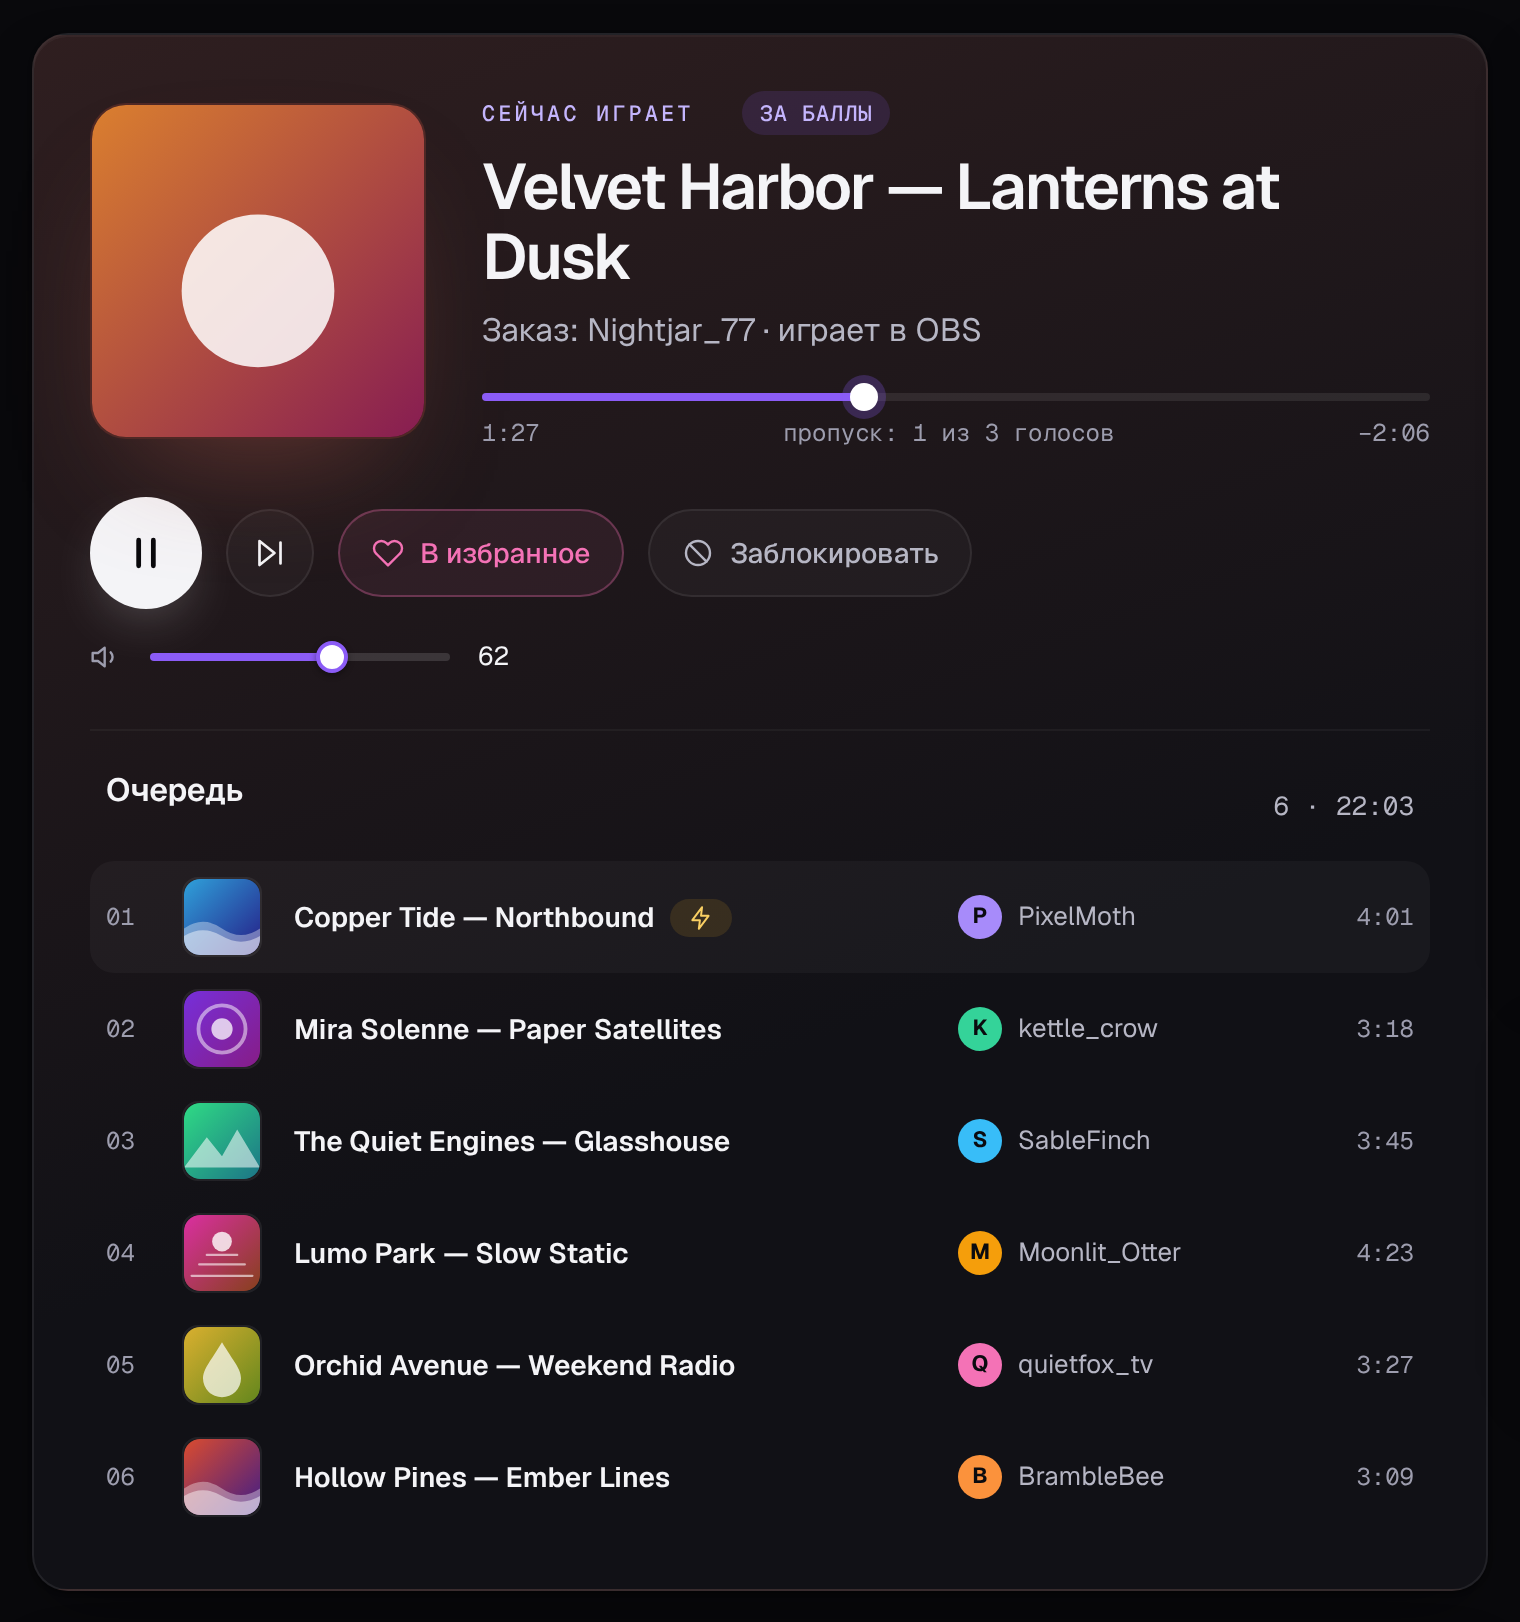 СЕЙЧАС ИГРАЕТ ЗА БАЛЛЫ
Velvet Harbor — Lanterns at
Dusk
Заказ: Nightjar_77 · играет в OBS
1:27 пропуск: 1 из 3 голосов −2:06
В избранное Заблокировать
62
Очередь
6 · 22:03
01 Copper Tide — Northbound P PixelMoth 4:01
02 Mira Solenne — Paper Satellites K kettle_crow 3:18
03 The Quiet Engines — Glasshouse S SableFinch 3:45
04 Lumo Park — Slow Static M Moonlit_Otter 4:23
05 Orchid Avenue — Weekend Radio Q quietfox_tv 3:27
06 Hollow Pines — Ember Lines B BrambleBee 3:09